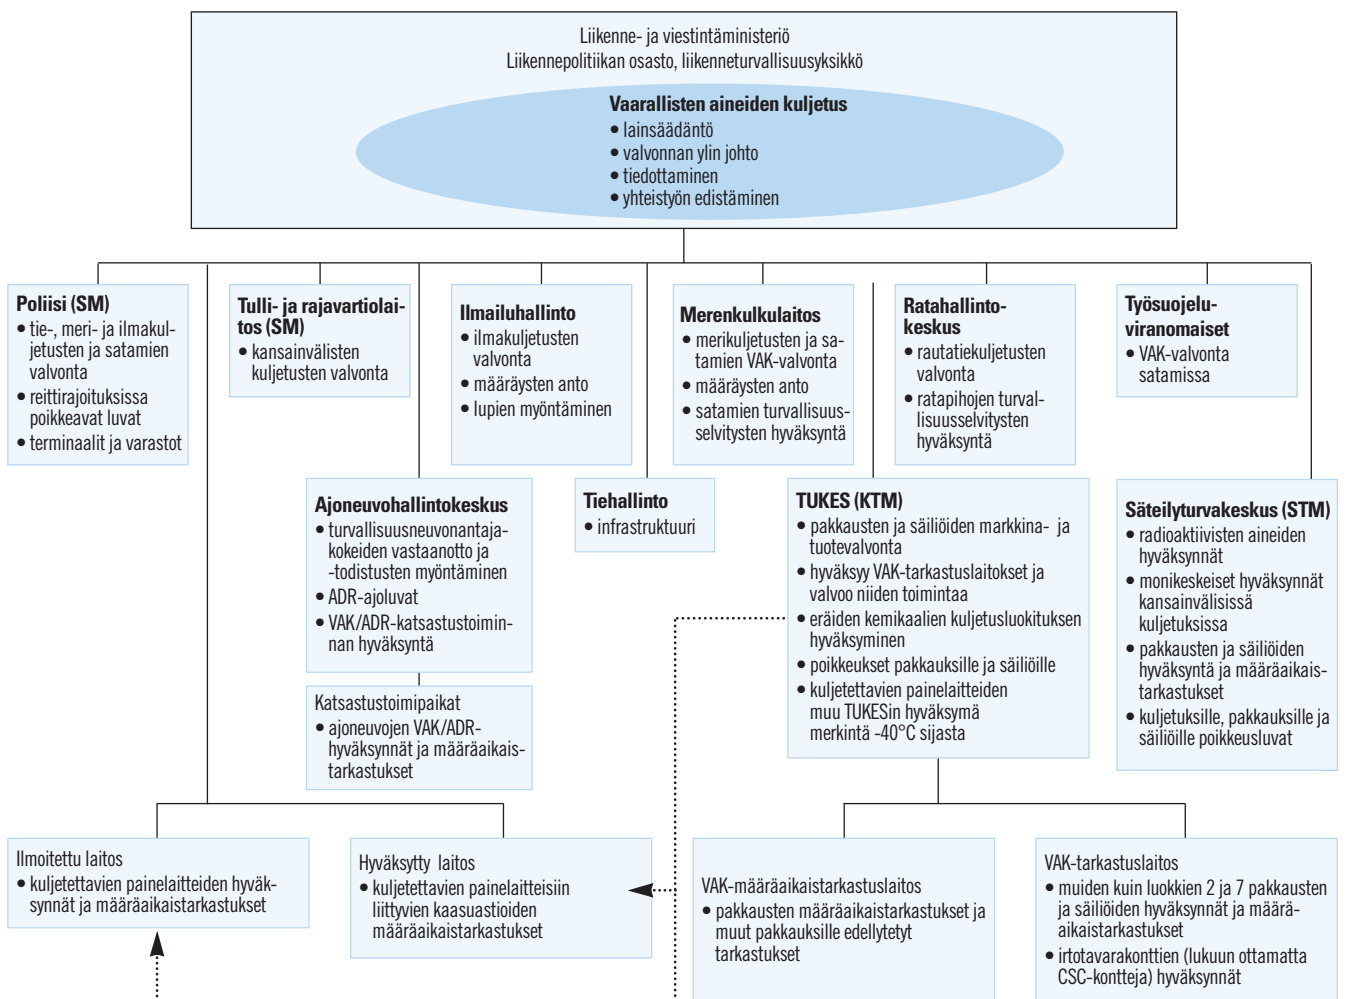 Liikenne- ja viestintäministeriö
Liikennepolitiikan osasto, liikenneturvallisuusyksikkö
Vaarallisten aineiden kuljetus
• lainsäädäntö
• valvonnan ylin johto
• tiedottaminen
• yhteistyön edistäminen
Poliisi (SM)
• tie-, meri- ja ilmakul-
jetusten ja satamien
valvonta
• reittirajoituksissa
poikkeavat luvat
• terminaalit ja varastot
Tulli- ja rajavartiolai-
tos (SM)
• kansainvälisten
kuljetusten valvonta
Ilmailuhallinto
• ilmakuljetusten
valvonta
• määräysten anto
• lupien myöntäminen
Merenkulkulaitos
• merikuljetusten ja sa-
tamien VAK-valvonta
• määräysten anto
• satamien turvallisuus-
selvitysten hyväksyntä
Ratahallinto-
keskus
• rautatiekuljetusten
valvonta
• ratapihojen turval-
lisuusselvitysten
hyväksyntä
Työsuojelu-
viranomaiset
• VAK-valvonta
satamissa
Ajoneuvohallintokeskus
• turvallisuusneuvonantaja-
kokeiden vastaanotto ja
-todistusten myöntäminen
• ADR-ajoluvat
• VAK/ADR-katsastustoimin-
nan hyväksyntä
Katsastustoimipaikat
• ajoneuvojen VAK/ADR-
hyväksynnät ja määräaikais-
tarkastukset
Tiehallinto
• infrastruktuuri
TUKES (KTM)
• pakkausten ja säiliöiden markkina- ja
tuotevalvonta
• hyväksyy VAK-tarkastuslaitokset ja
valvoo niiden toimintaa
• eräiden kemikaalien kuljetusluokituksen
hyväksyminen
• poikkeukset pakkauksille ja säiliöille
• kuljetettavien painelaitteiden
muu TUKESin hyväksymä
merkintä -40°C sijasta
Säteilyturvakeskus (STM)
• radioaktiivisten aineiden
hyväksynnät
• monikeskeiset hyväksynnät
kansainvälisissä
kuljetuksissa
• pakkausten ja säiliöiden
hyväksyntä ja määräaikais-
tarkastukset
• kuljetuksille, pakkauksille ja
säiliöille poikkeusluvat
Ilmoitettu laitos
• kuljetettavien painelaitteiden hyväk-
synnät ja määräaikaistarkastukset
Hyväksytty laitos
• kuljetettavien painelaitteisiin
liittyvien kaasuastioiden
määräaikaistarkastukset
VAK-määräaikaistarkastuslaitos
• pakkausten määräaikaistarkastukset ja
muut pakkauksille edellytetyt
tarkastukset
VAK-tarkastuslaitos
• muiden kuin luokkien 2 ja 7 pakkausten
ja säiliöiden hyväksynnät ja määrä-
aikaistarkastukset
• irtotavarakonttien (lukuun ottamatta
CSC-kontteja) hyväksynnät